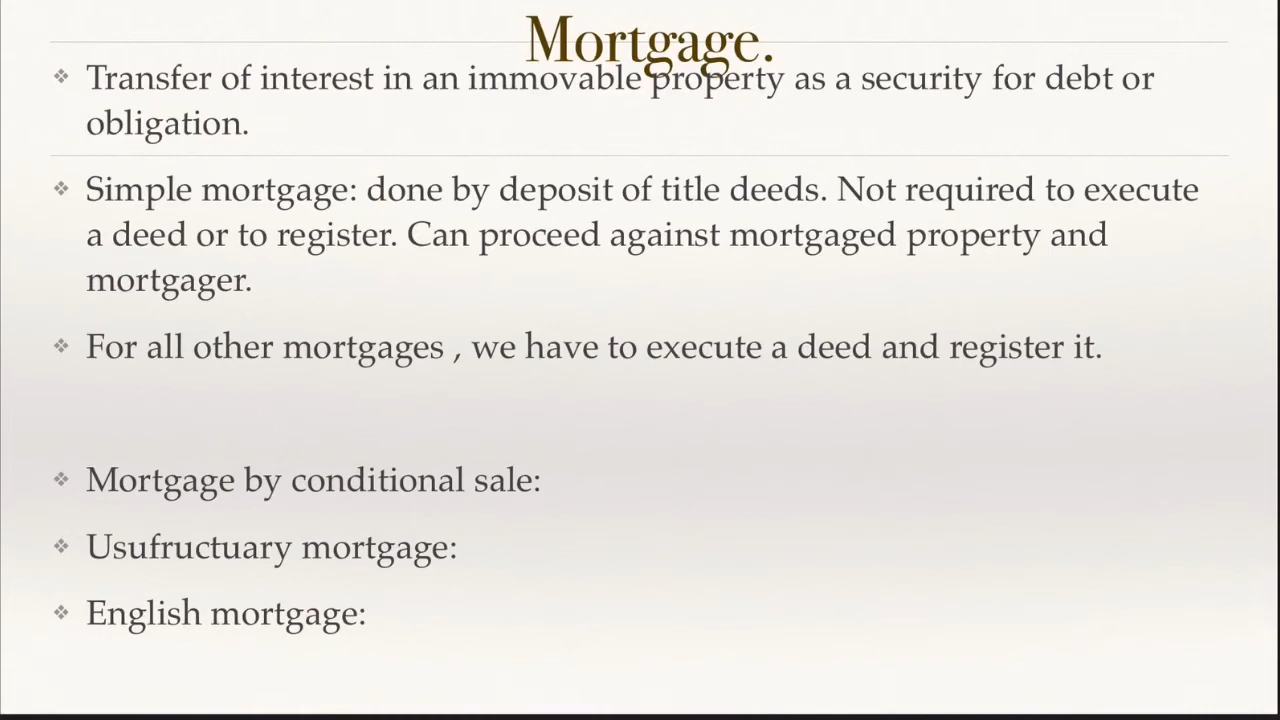 Mortgage.
❖ Transfer of interest in an immovable property as a security for debt or
obligation.
❖ Simple mortgage: done by deposit of title deeds. Not required to execute
a deed or to register. Can proceed against mortgaged property and
mortgager.
❖ For all other mortgages , we have to execute a deed and register it.
❖ Mortgage by conditional sale:
❖ Usufructuary mortgage:
❖ English mortgage: